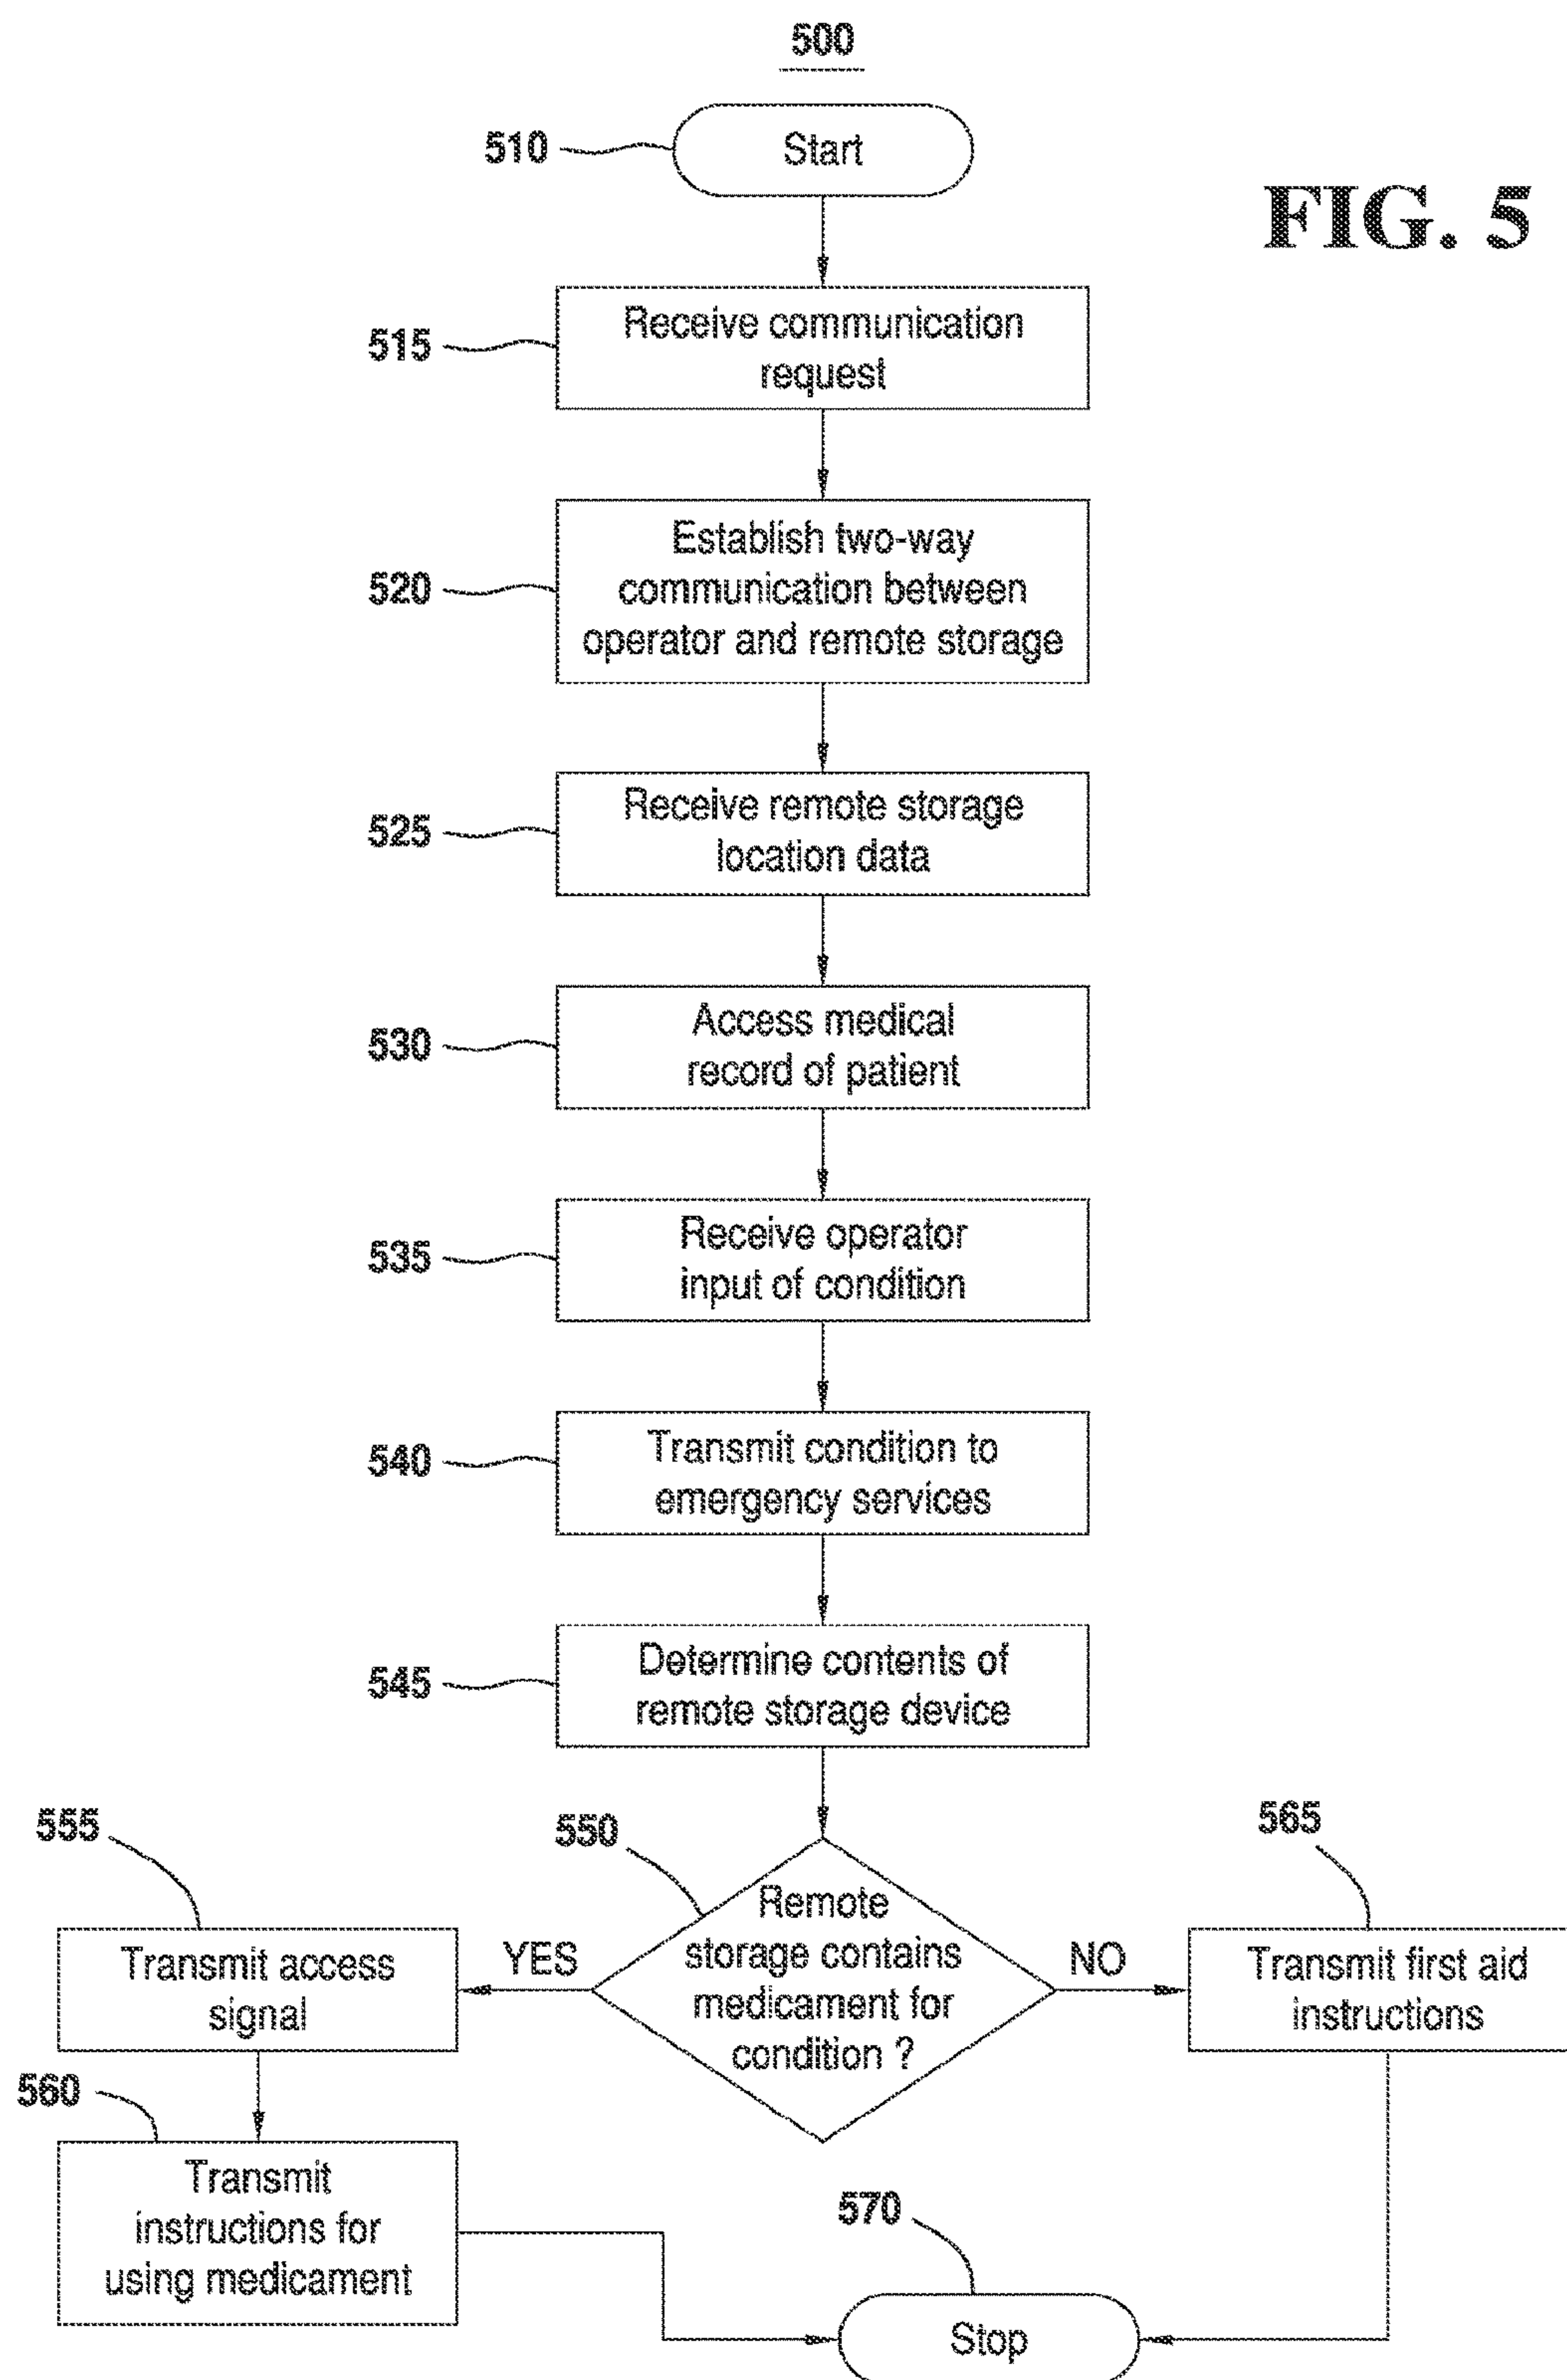 500
510
Start
FIG. 5
515
Receive communication
request
520
Establish two-way
communication between
operator and remote storage
525
Receive remote storage
location data
530
Access medical
record of patient
535
Receive operator
input of condition
540
Transmit condition to
emergency services
545
Determine contents of
remote storage device
555
550
565
Transmit access
signal
YES
Remote
storage contains
medicament for
condition ?
NO
Transmit first aid
instructions
560
Transmit
instructions for
using medicament
570
Stop